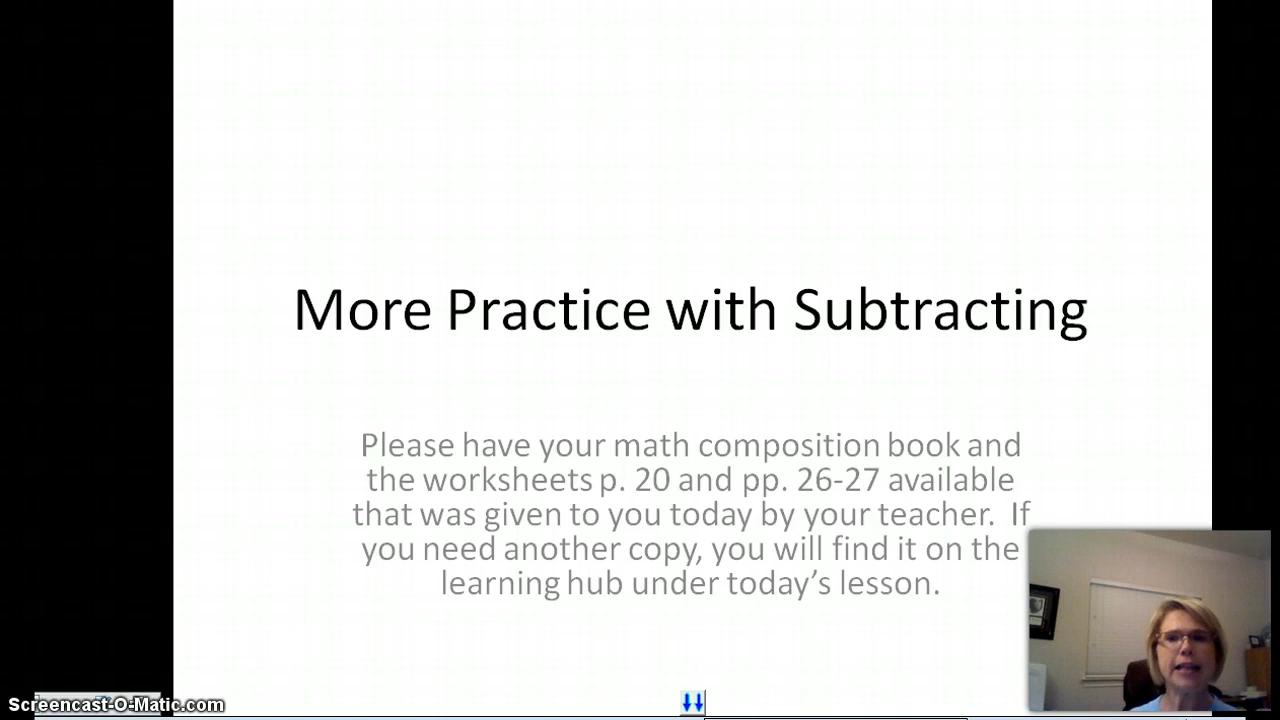 More Practice with Subtracting
Please have your math composition book and
the worksheets p. 20 and pp. 26-27 available
that was given to you today by your teacher.  If
you need another copy, you will find it on the
learning hub under today’s lesson.
Screencast-O-Matic.com